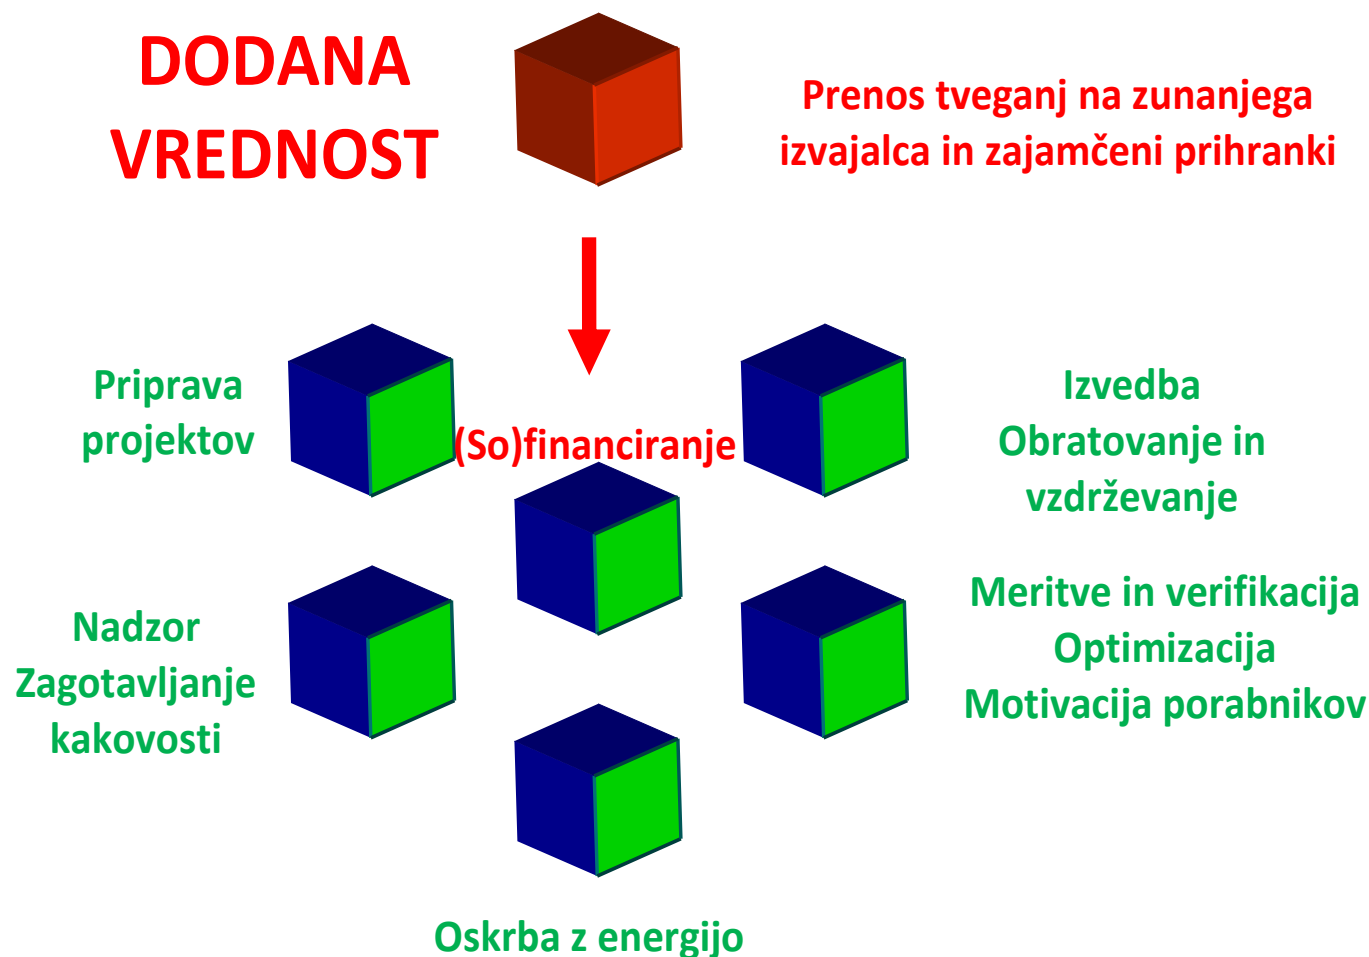 DODANA
VREDNOST
Prenos tveganj na zunanjega
izvajalca in zajamčeni prihranki
Priprava
projektov
(So)financiranje
Izvedba
Obratovanje in
vzdrževanje
Nadzor
Zagotavljanje
kakovosti
Meritve in verifikacija
Optimizacija
Motivacija porabnikov
Oskrba z energijo